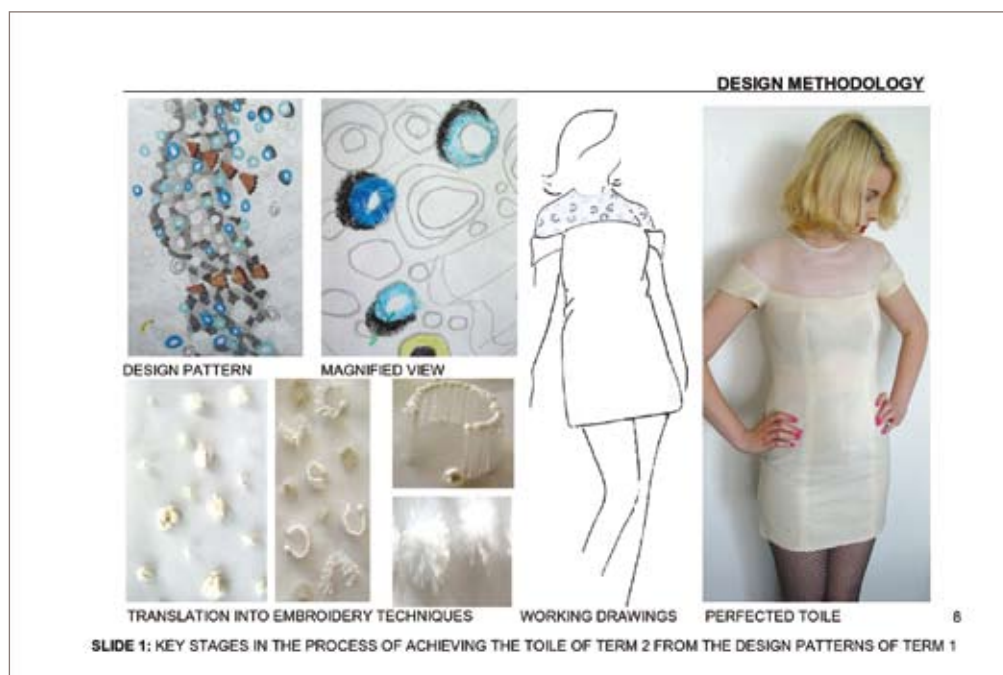 DESIGN METHODOLOGY
DESIGN PATTERN
MAGNIFIED VIEW
TRANSLATION INTO EMBROIDERY TECHNIQUES
WORKING DRAWINGS
PERFECTED TOILE
6
SLIDE 1: KEY STAGES IN THE PROCESS OF ACHIEVING THE TOILE OF TERM 2 FROM THE DESIGN PATTERNS OF TERM 1